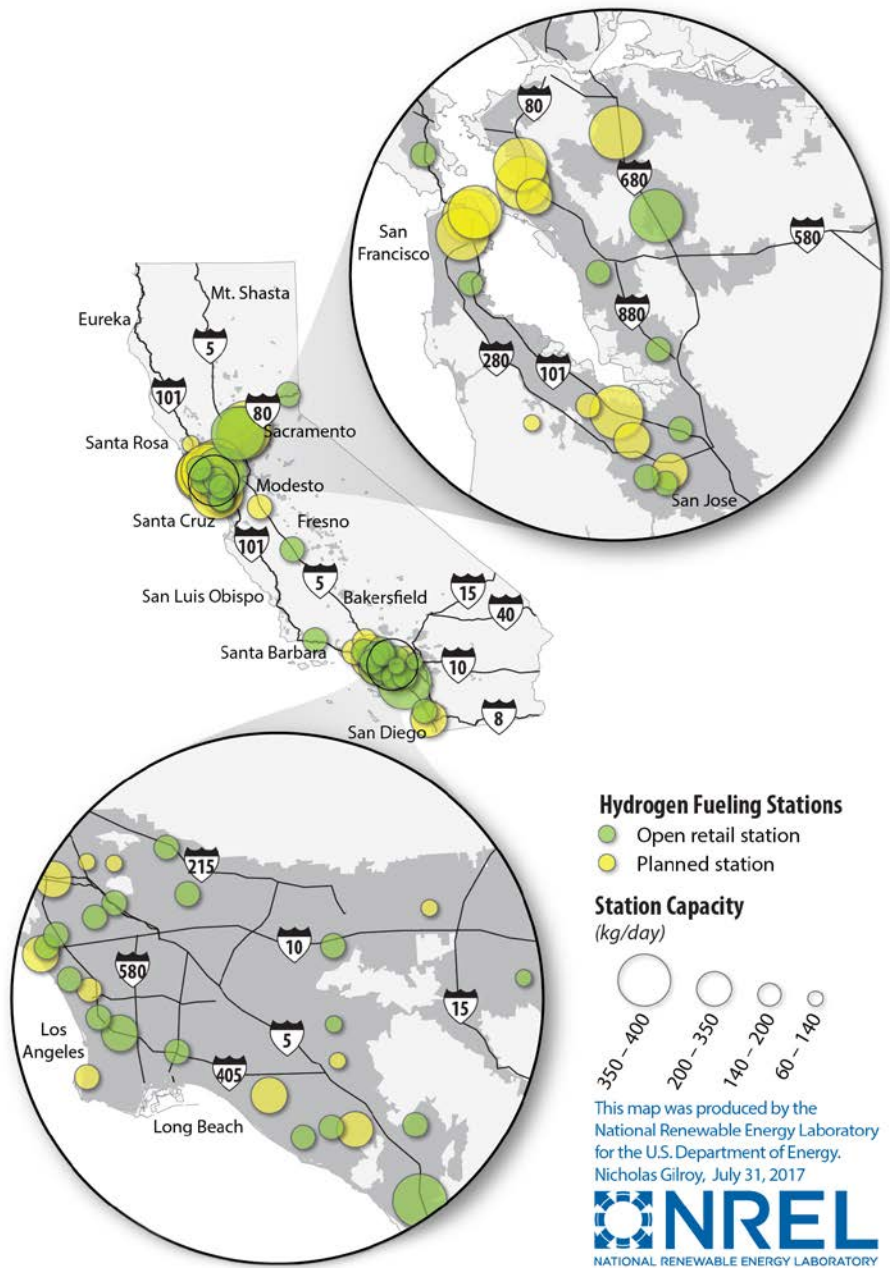 80
680
San
Francisco
580
880
280
101
San Jose
Mt. Shasta
Eureka
5
101
80
Sacramento
Santa Rosa
Modesto
Santa Cruz
Fresno
101
5
San Luis Obispo
Bakersfield
15
40
Santa Barbara
10
San Diego
8
215
10
580
15
Los
Angeles
5
405
Long Beach
Hydrogen Fueling Stations
Open retail station
Planned station
Station Capacity
(kg/day)
350 – 400
200 – 350
140 – 200
60 – 140
This map was produced by the
National Renewable Energy Laboratory
for the U.S. Department of Energy.
Nicholas Gilroy, July 31, 2017
NREL
NATIONAL RENEWABLE ENERGY LABORATORY